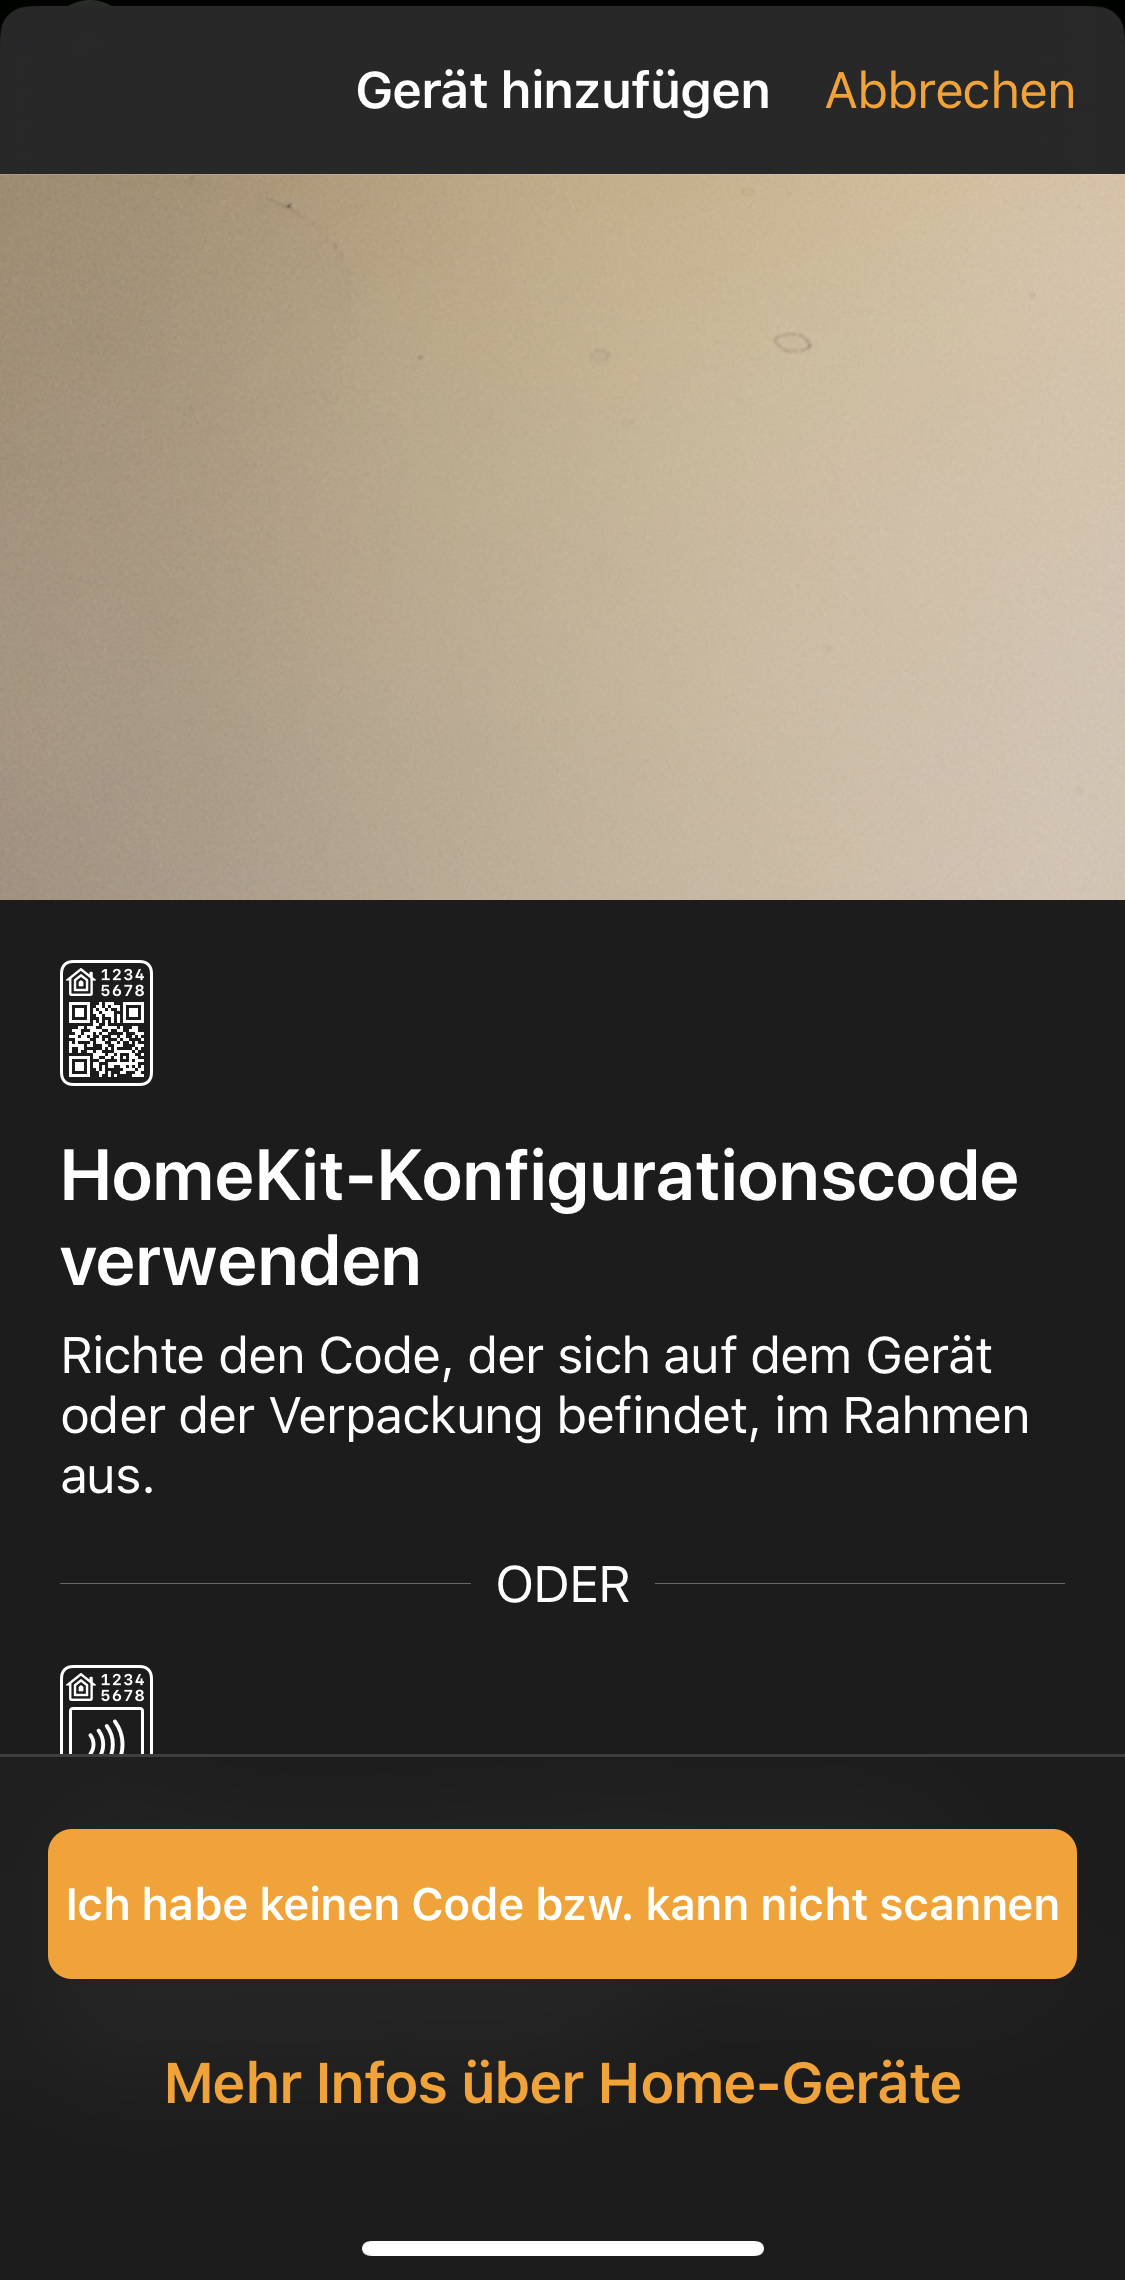 Gerät hinzufügen
Abbrechen
1234
5678
HomeKit-Konfigurationscode
verwenden
Richte den Code, der sich auf dem Gerät
oder der Verpackung befindet, im Rahmen
aus.
ODER
1234
5678
Ich habe keinen Code bzw. kann nicht scannen
Mehr Infos über Home-Geräte